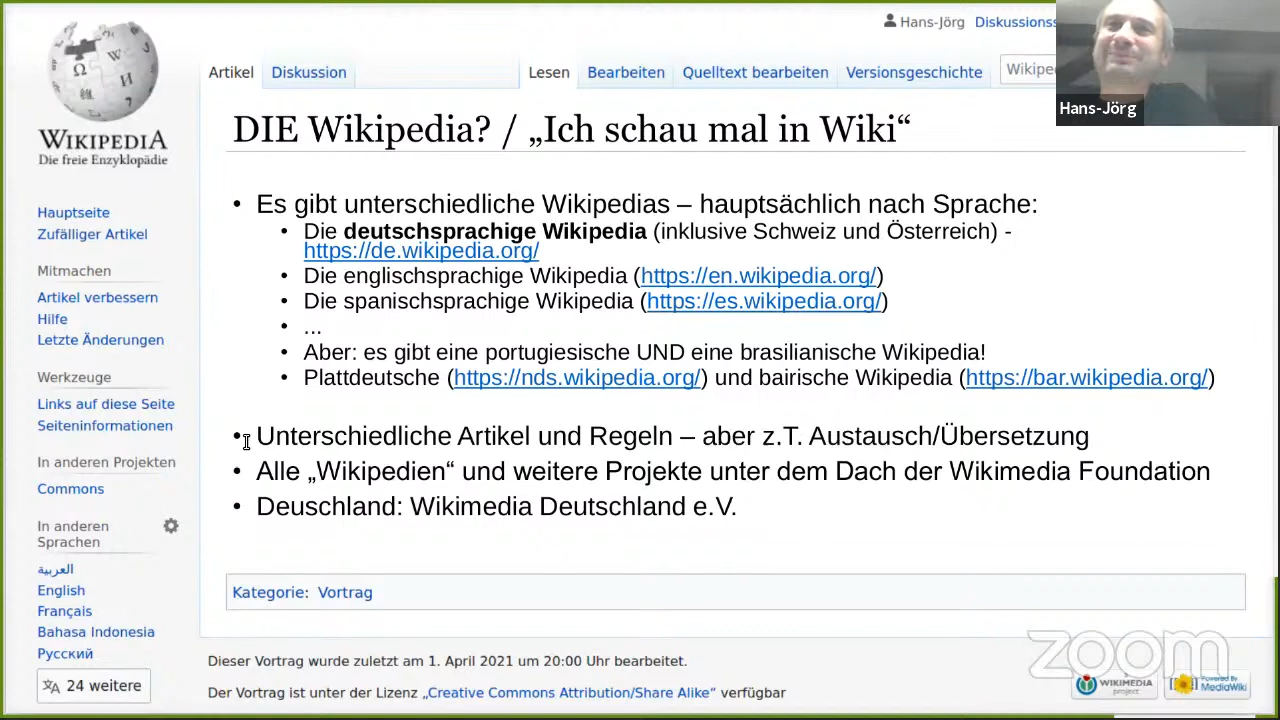 Hans-Jörg
Hans-Jörg Diskussionss
Artikel Diskussion Lesen Bearbeiten Quelltext bearbeiten Versionsgeschichte Wikipe
WIKIPEDIA
Die freie Enzyklopädie
DIE Wikipedia? / „Ich schau mal in Wiki“
• Es gibt unterschiedliche Wikipedias – hauptsächlich nach Sprache:
• Die deutschsprachige Wikipedia (inklusive Schweiz und Österreich) -
https://de.wikipedia.org/
• Die englischsprachige Wikipedia (https://en.wikipedia.org/)
• Die spanischsprachige Wikipedia (https://es.wikipedia.org/)
• ...
• Aber: es gibt eine portugiesische UND eine brasilianische Wikipedia!
• Plattdeutsche (https://nds.wikipedia.org/) und bairische Wikipedia (https://bar.wikipedia.org/)
• Unterschiedliche Artikel und Regeln – aber z.T. Austausch/Übersetzung
• Alle „Wikipedien“ und weitere Projekte unter dem Dach der Wikimedia Foundation
• Deuschland: Wikimedia Deutschland e.V.
Hauptseite
Zufälliger Artikel
Mitmachen
Artikel verbessern
Hilfe
Letzte Änderungen
Werkzeuge
Links auf diese Seite
Seiteninformationen
In anderen Projekten
Commons
In anderen
Sprachen
العربية
English
Français
Bahasa Indonesia
Русский
24 weitere
Kategorie: Vortrag
Dieser Vortrag wurde zuletzt am 1. April 2021 um 20:00 Uhr bearbeitet.
Der Vortrag ist unter der Lizenz „Creative Commons Attribution/Share Alike“ verfügbar
zoom
WIKIMEDIA
project
Powered By
MediaWiki